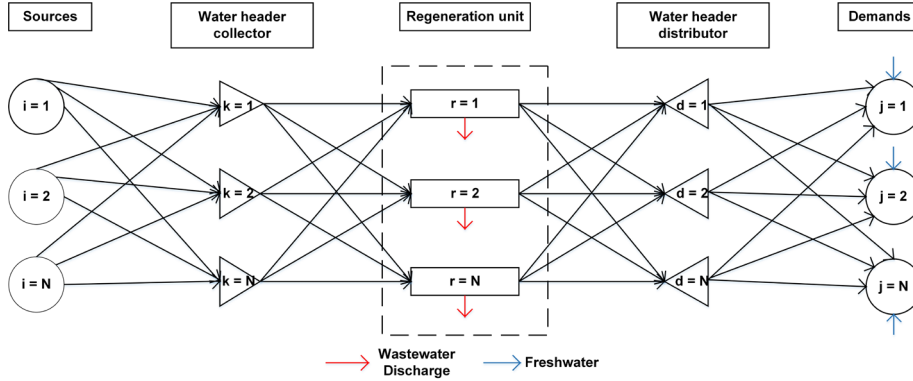 Sources
Water header
collector
Regeneration unit
Water header
distributor
Demands
i = 1
k = 1
r = 1
d = 1
j = 1
i = 2
k = 2
r = 2
d = 2
j = 2
i = N
k = N
r = N
d = N
j = N
Wastewater
Discharge
Freshwater